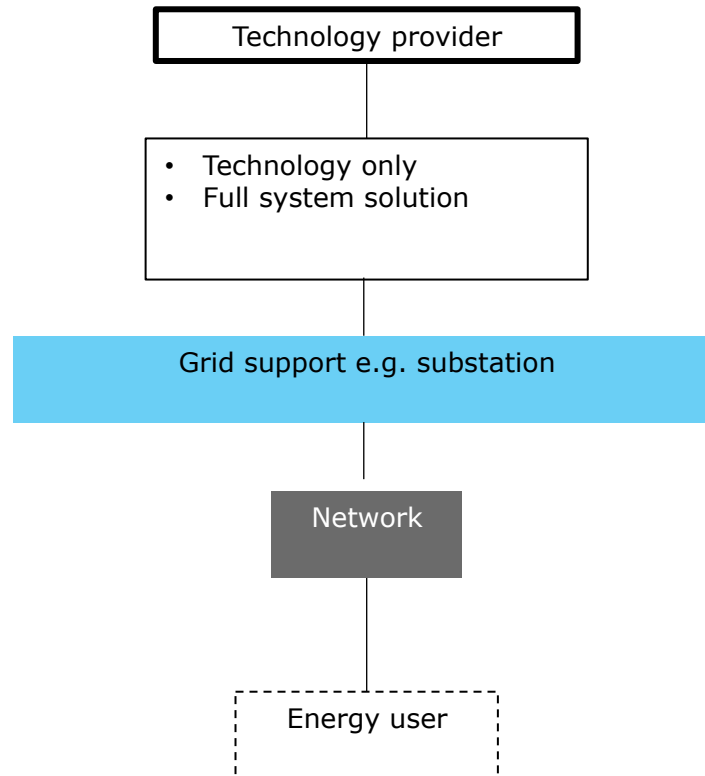 Technology provider
• Technology only
• Full system solution
Grid support e.g. substation
Network
Energy user